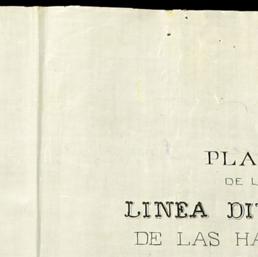 PLA
DE L
LINEA DI
DE LAS HA